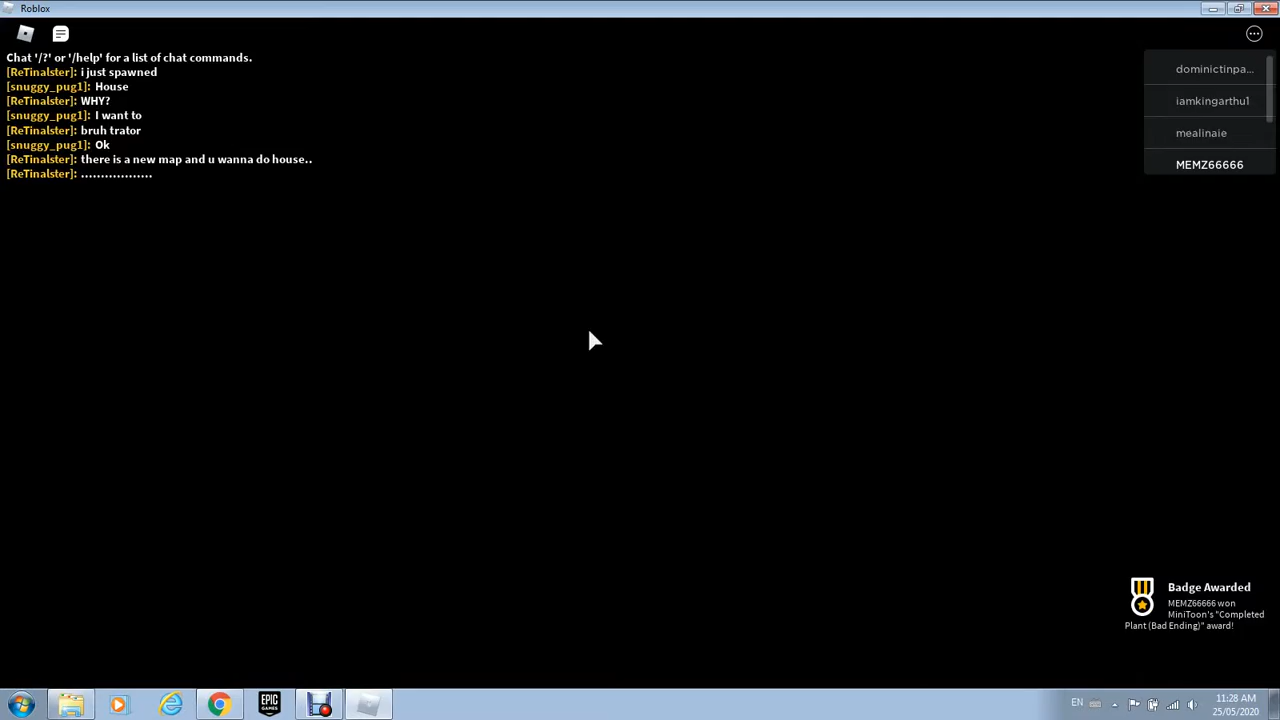 Roblox
Chat '/?' or '/help' for a list of chat commands.
[ReTinalster]: i just spawned
[snuggy_pug1]: House
[ReTinalster]: WHY?
[snuggy_pug1]: I want to
[ReTinalster]: bruh trator
[snuggy_pug1]: Ok
[ReTinalster]: there is a new map and u wanna do house..
[ReTinalster]: ..................
dominictinpa...
iamkingarthu1
mealinaie
MEMZ66666
Badge Awarded
MEMZ66666 won
MiniToon's "Completed
Plant (Bad Ending)" award!
EPIC
GAMES
EN
11:28 AM
25/05/2020